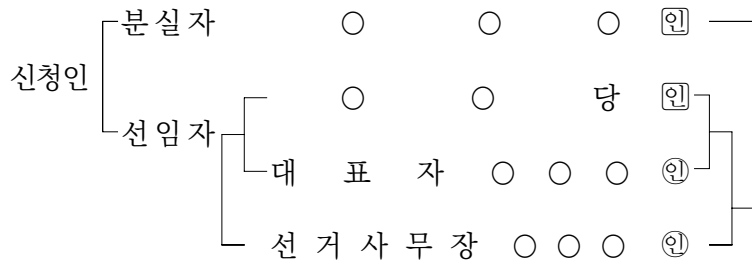 분실자 ○ ○ ○ 인
신청인
○ ○ 당 인
선임자
대 표 자 ○ ○ ○ 인
선 거 사 무 장 ○ ○ ○ 인